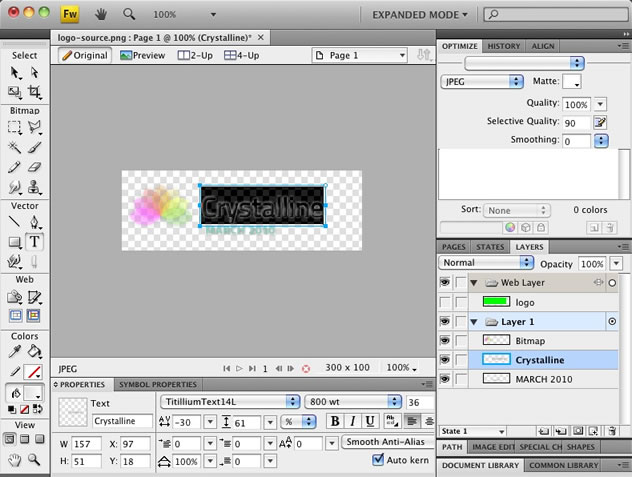 Fw
100%
EXPANDED MODE
logo-source.png : Page 1 @ 100% (Crystalline)*
Original
Preview
2-Up
4-Up
Page 1
Select
Bitmap
Vector
Web
Colors
View
Crystalline
MARCH 2010
JPEG
1
300 x 100
100%
PROPERTIES
SYMBOL PROPERTIES
Text
Crystalline
TitilliumText14L
800 wt
36
-30
61
%
B I U
W 157
X: 97
0
0
0
Smooth Anti-Alias
H: 51
Y: 18
100%
0
Auto kern
OPTIMIZE
HISTORY
ALIGN
JPEG
Matte:
Quality: 100%
Selective Quality: 90
Smoothing: 0
Sort: None
0 colors
PAGES
STATES
LAYERS
Normal
Opacity 100%
Web Layer
logo
Layer 1
Bitmap
Crystalline
MARCH 2010
State 1
PATH
IMAGE EDIT
SPECIAL CH
SHAPES
DOCUMENT LIBRARY
COMMON LIBRARY